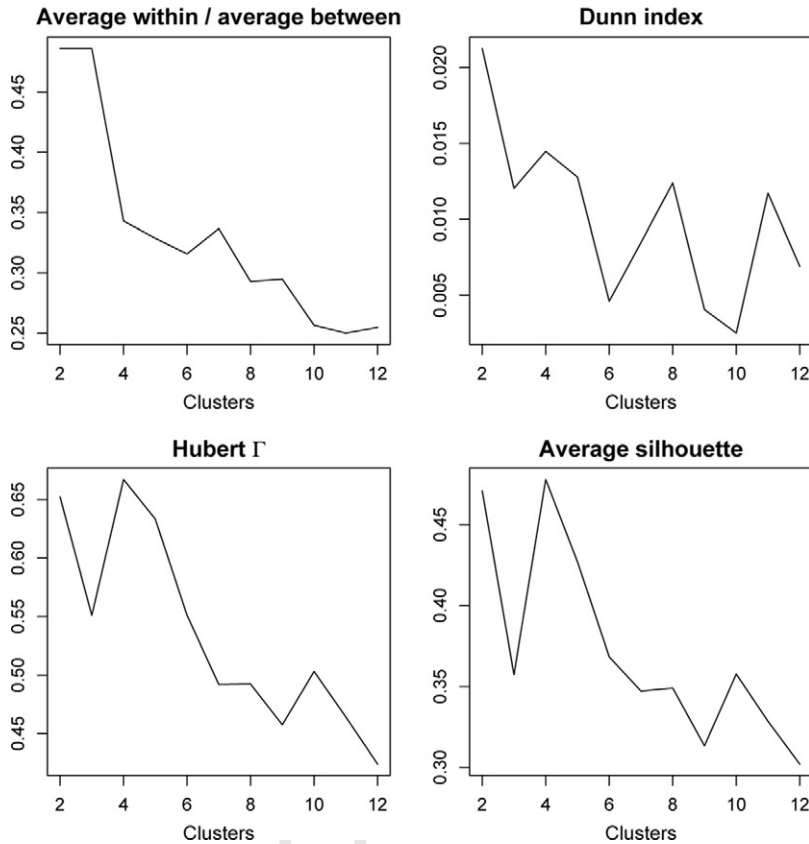 Average within / average between
0.45
0.40
0.35
0.30
0.25
2 4 6 8 10 12
Clusters
Dunn index
0.020
0.015
0.010
0.005
2 4 6 8 10 12
Clusters
Hubert Γ
0.65
0.60
0.55
0.50
0.45
2 4 6 8 10 12
Clusters
Average silhouette
0.45
0.40
0.35
0.30
2 4 6 8 10 12
Clusters